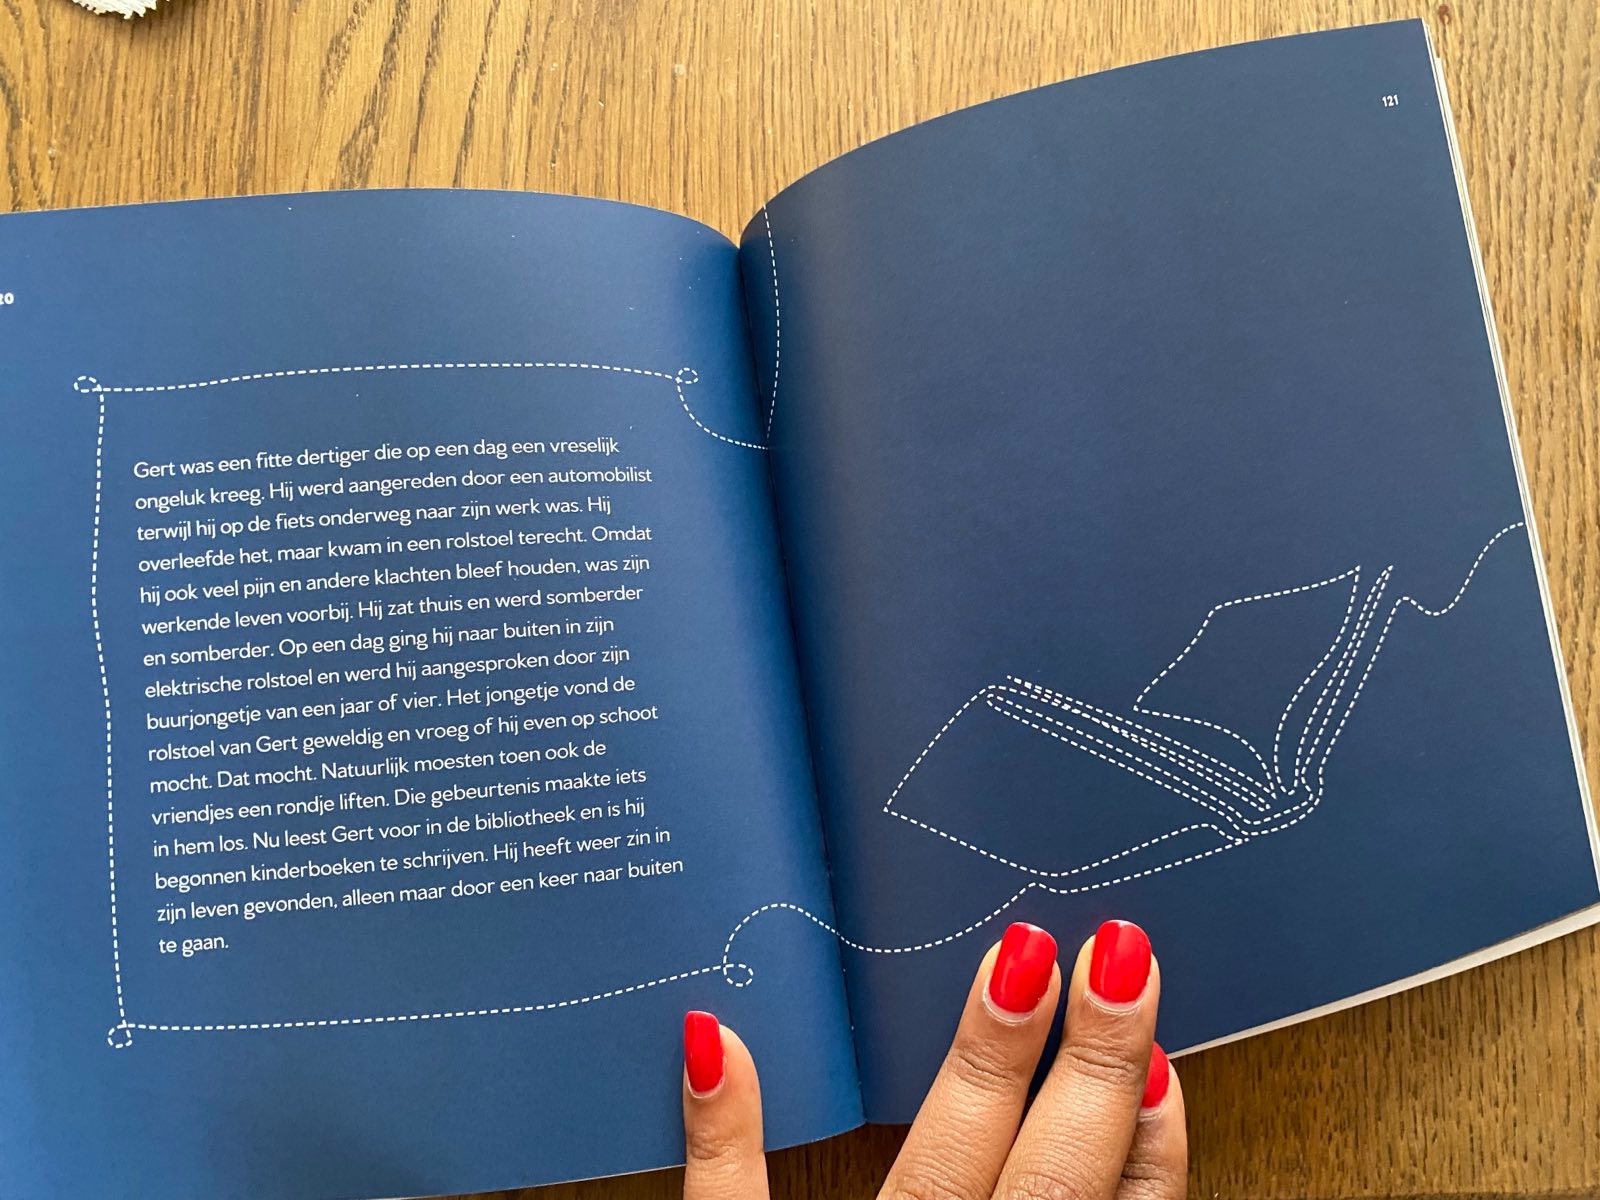 20
Gert was een fitte dertiger die op een dag een vreselijk
ongeluk kreeg. Hij werd aangereden door een automobilist
terwijl hij op de fiets onderweg naar zijn werk was. Hij
overleefde het, maar kwam in een rolstoel terecht. Omdat
hij ook veel pijn en andere klachten bleef houden, was zijn
werkende leven voorbij. Hij zat thuis en werd somberder
en somberder. Op een dag ging hij naar buiten in zijn
elektrische rolstoel en werd hij aangesproken door zijn
buurjongetje van een jaar of vier. Het jongetje vond de
rolstoel van Gert geweldig en vroeg of hij even op schoot
mocht. Dat mocht. Natuurlijk moesten toen ook de
vriendjes een rondje liften. Die gebeurtenis maakte iets
in hem los. Nu leest Gert voor in de bibliotheek en is hij
begonnen kinderboeken te schrijven. Hij heeft weer zin in
zijn leven gevonden, alleen maar door een keer naar buiten
te gaan.
121